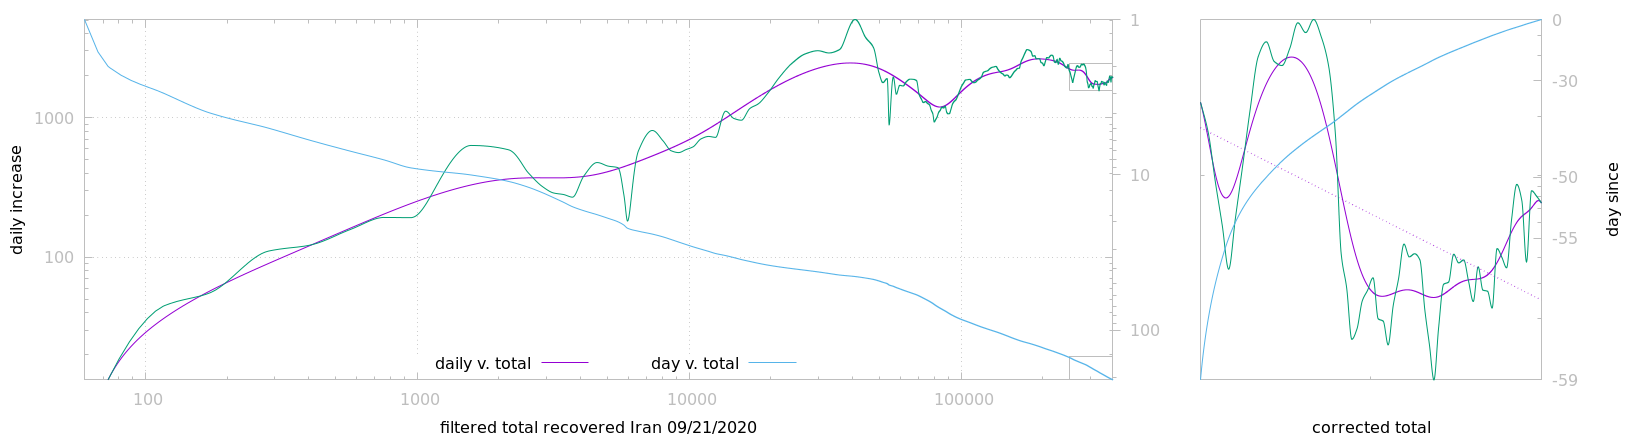 1
0
-30
1000
daily increase
10
-50
day since
-55
100
100
daily v. total
day v. total
-59
100
1000
10000
100000
filtered total recovered Iran 09/21/2020
corrected total